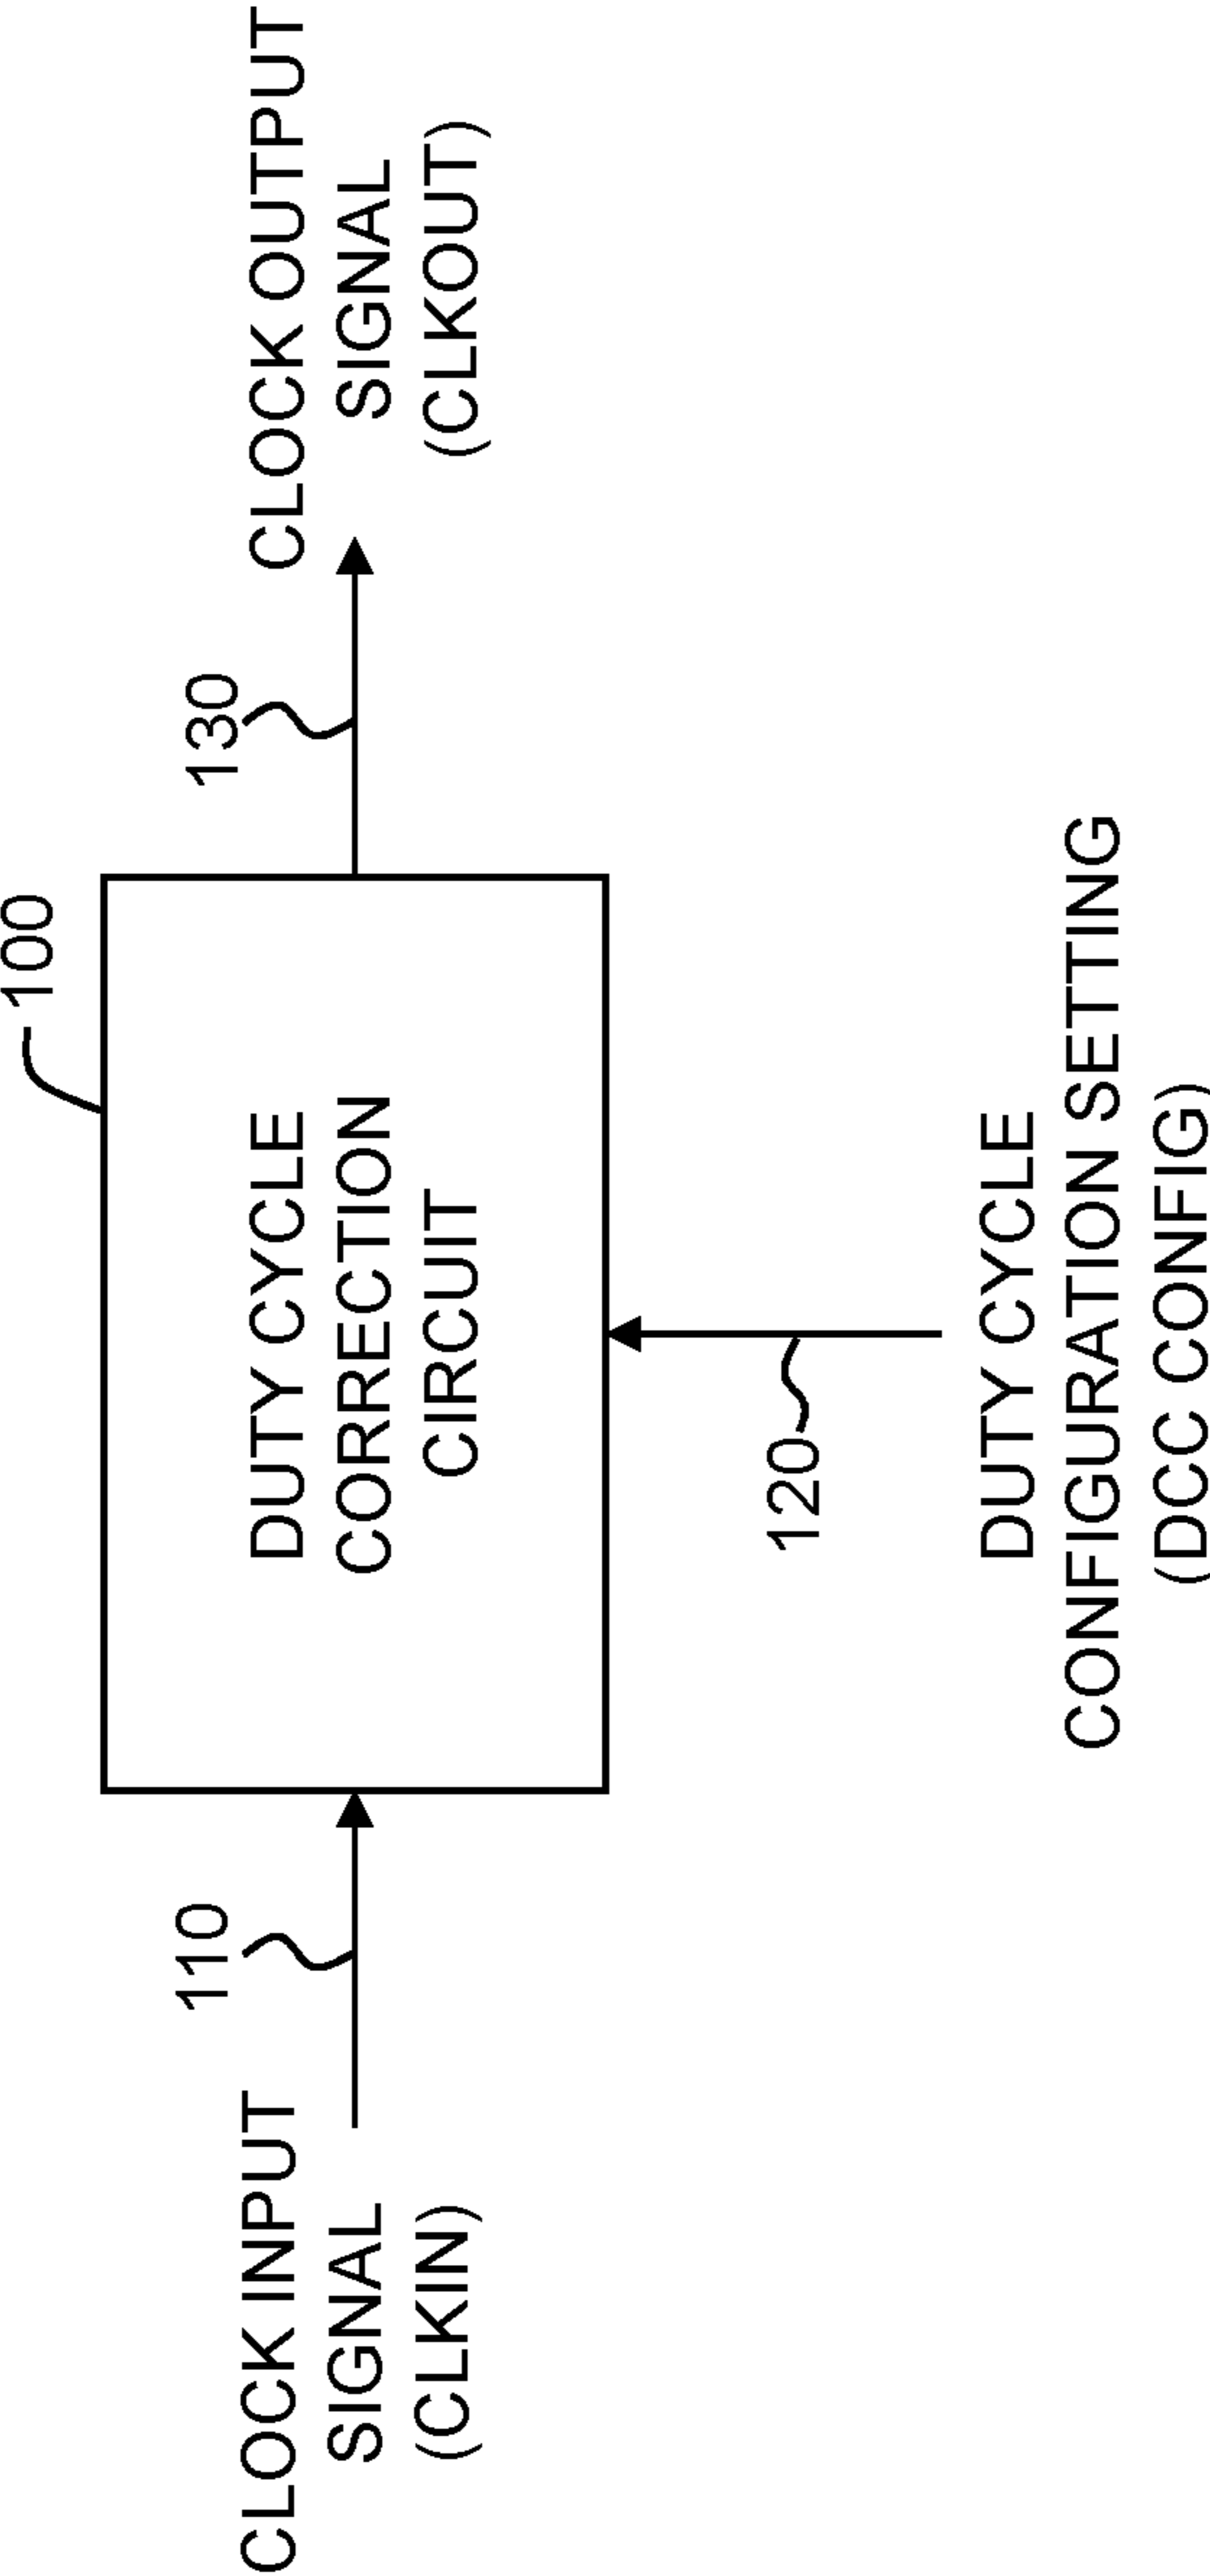 100
110
130
CLOCK INPUT
SIGNAL
(CLKIN)
DUTY CYCLE
CORRECTION
CIRCUIT
CLOCK OUTPUT
SIGNAL
(CLKOUT)
120
DUTY CYCLE
CONFIGURATION SETTING
(DCC CONFIG)